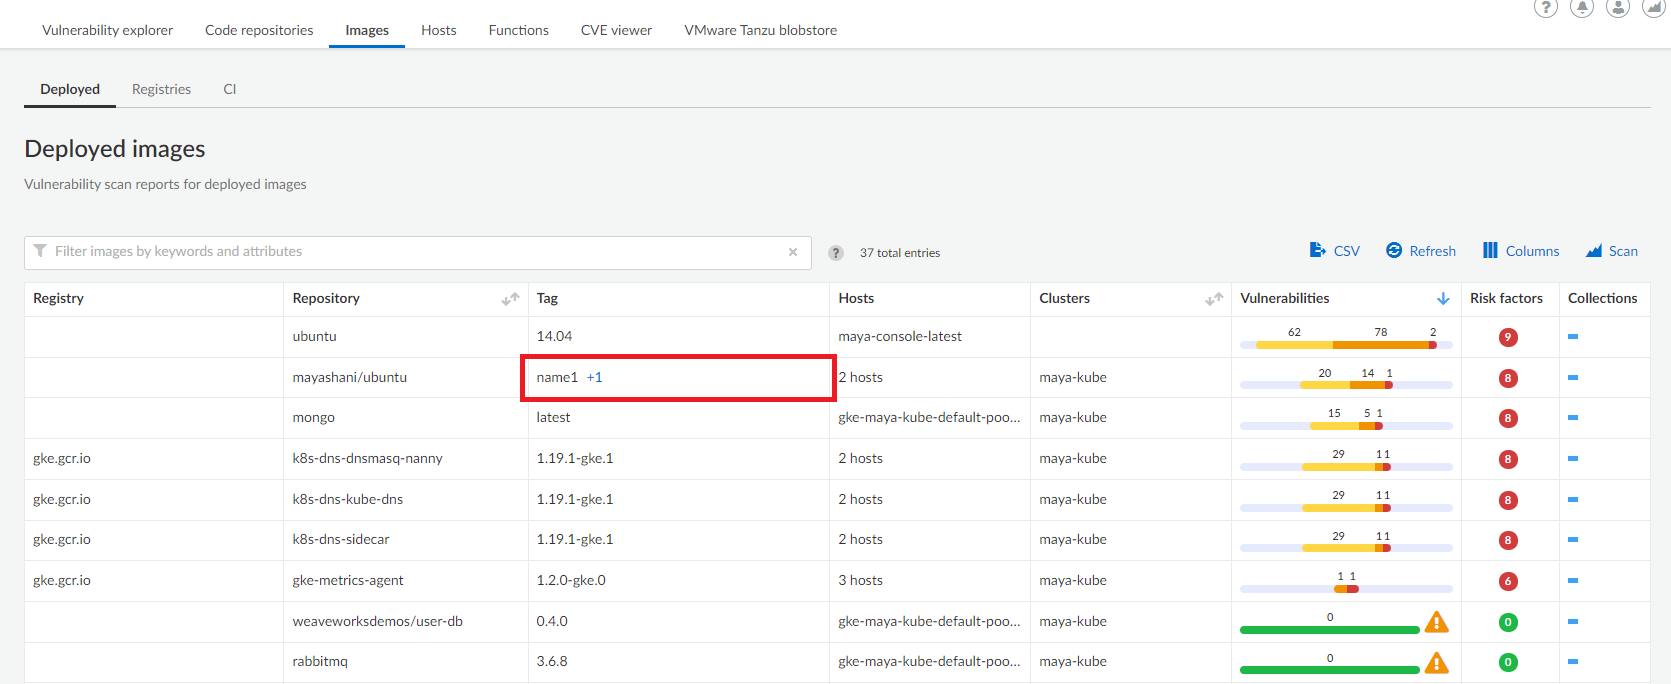 Vulnerability explorer Code repositories Images Hosts Functions CVE viewer VMware Tanzu blobstore
Deployed Registries CI
Deployed images
Vulnerability scan reports for deployed images
Filter images by keywords and attributes × ? 37 total entries CSV Refresh Columns Scan
Registry Repository Tag Hosts Clusters Vulnerabilities Risk factors Collections
ubuntu 14.04 maya-console-latest 62 78 2 9
mayashani/ubuntu name1 +1 2 hosts maya-kube 20 14 1 8
mongo latest gke-maya-kube-default-poo... maya-kube 15 5 1 8
gke.gcr.io k8s-dns-dnsmasq-nanny 1.19.1-gke.1 2 hosts maya-kube 29 1 1 8
gke.gcr.io k8s-dns-kube-dns 1.19.1-gke.1 2 hosts maya-kube 29 1 1 8
gke.gcr.io k8s-dns-sidecar 1.19.1-gke.1 2 hosts maya-kube 29 1 1 8
gke.gcr.io gke-metrics-agent 1.2.0-gke.0 3 hosts maya-kube 1 1 6
weaveworksdemos/user-db 0.4.0 gke-maya-kube-default-poo... maya-kube 0 0
rabbitmq 3.6.8 gke-maya-kube-default-poo... maya-kube 0 0